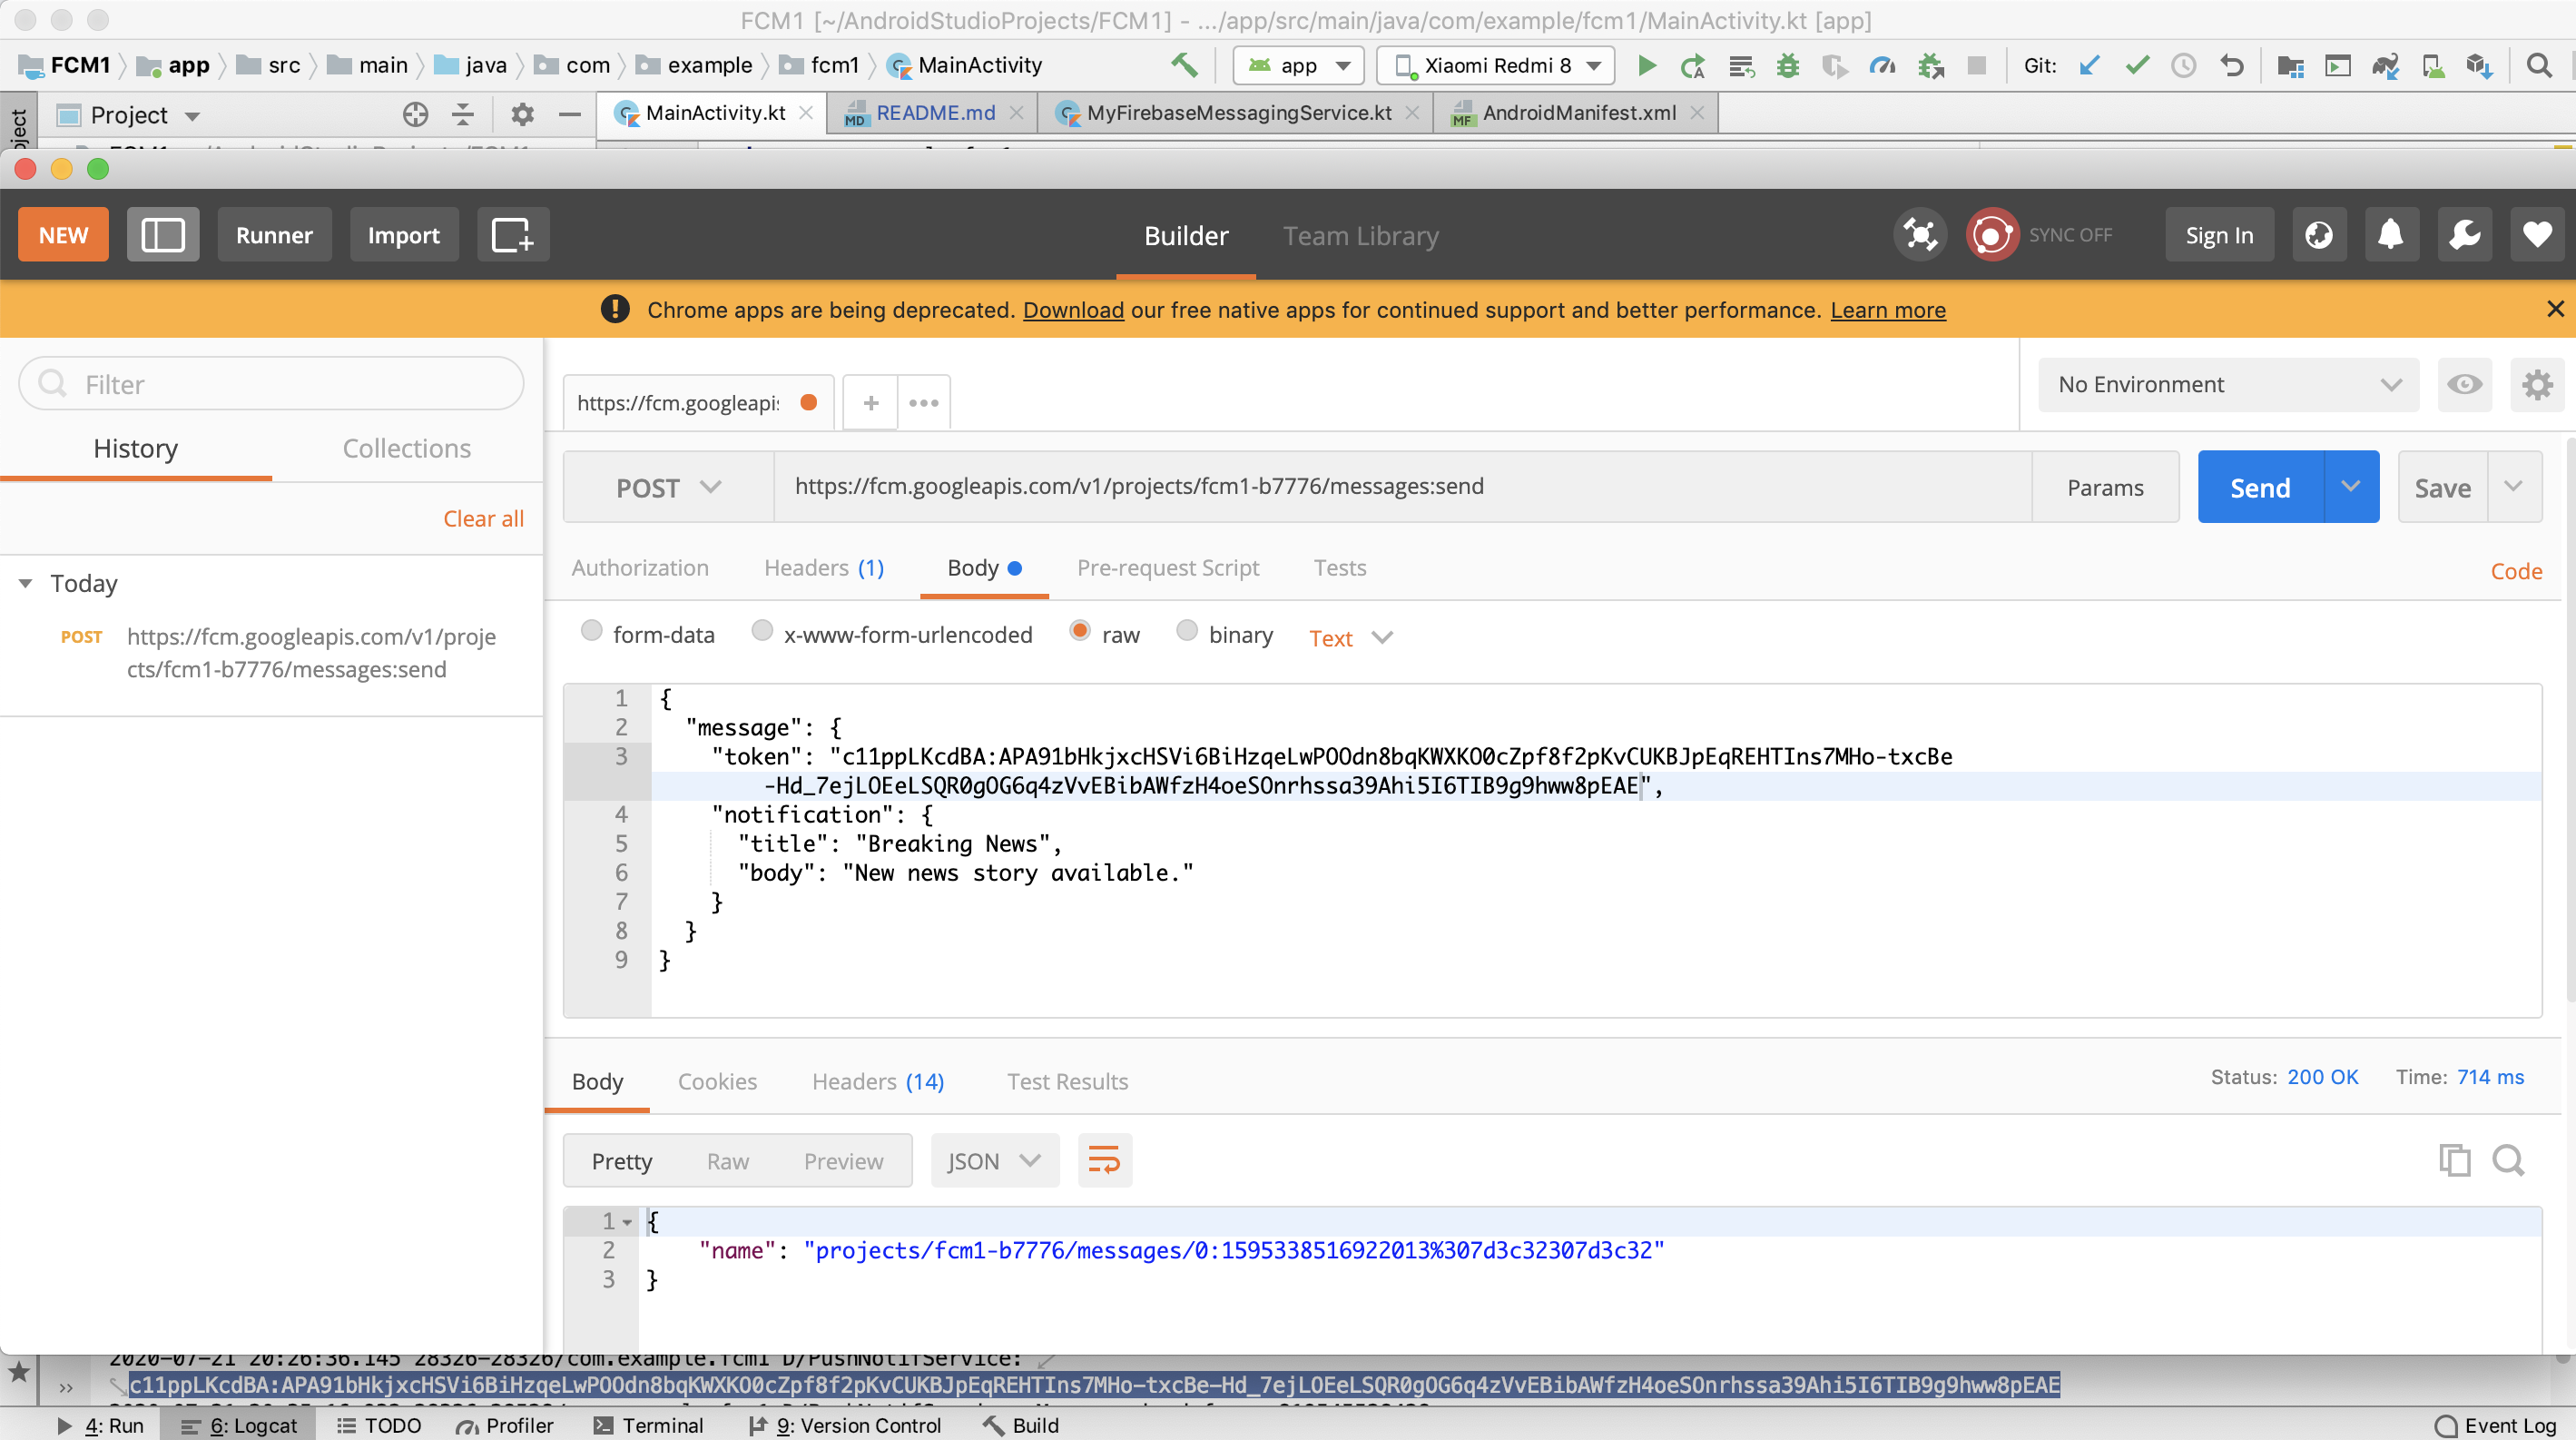 FCM1 [~/AndroidStudioProjects/FCM1] - .../app/src/main/java/com/example/fcm1/MainActivity.kt [app]
FCM1 app src main java com example fcm1 MainActivity app Xiaomi Redmi 8 Git:
Project MainActivity.kt MD README.md MyFirebaseMessagingService.kt MF AndroidManifest.xml
NEW Runner Import Builder Team Library SYNC OFF Sign In
Chrome apps are being deprecated. Download our free native apps for continued support and better performance. Learn more
Filter
https://fcm.googleapi
No Environment
History Collections
Clear all
Today
POST https://fcm.googleapis.com/v1/proje
cts/fcm1-b7776/messages:send
POST https://fcm.googleapis.com/v1/projects/fcm1-b7776/messages:send Params Send Save
Authorization Headers (1) Body Pre-request Script Tests Code
form-data x-www-form-urlencoded raw binary Text
1 {
2 "message": {
3 "token": "c11ppLKcdBA:APA91bHkjxcHSVi6BiHzqeLwPOOdn8bqKWXKO0cZpf8f2pKvCUKBJpEqREHTIns7MHo-txcBe
-Hd_7ejLOEeLSQR0gOG6q4zVvEBibAWfzH4oeSOnrhssa39Ahi5I6TIB9g9hww8pEAE",
4 "notification": {
5 "title": "Breaking News",
6 "body": "New news story available."
7 }
8 }
9 }
Body Cookies Headers (14) Test Results Status: 200 OK Time: 714 ms
Pretty Raw Preview JSON
1 {
2 "name": "projects/fcm1-b7776/messages/0:1595338516922013%307d3c32307d3c32"
3 }
2020-07-21 20:26:36.145 28326-28326/com.example.fcm1 D/PushNotifService:
c11ppLKcdBA:APA91bHkjxcHSVi6BiHzqeLwPOOdn8bqKWXKO0cZpf8f2pKvCUKBJpEqREHTIns7MHo-txcBe-Hd_7ejLOEeLSQR0gOG6q4zVvEBibAWfzH4oeSOnrhssa39Ahi5I6TIB9g9hww8pEAE
4: Run 6: Logcat TODO Profiler Terminal 9: Version Control Build Event Log